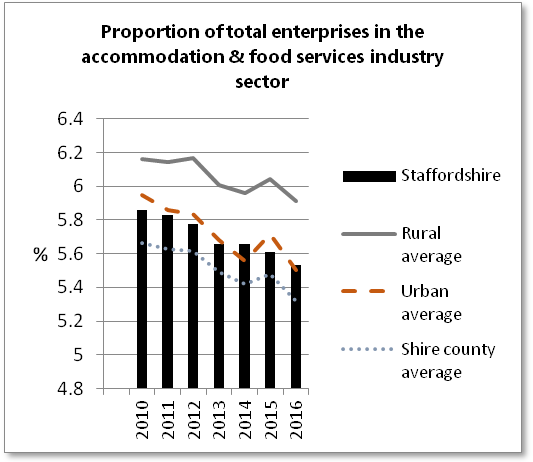 Proportion of total enterprises in the
accommodation & food services industry
sector
6.4
6.2
6
5.8
5.6
5.4
5.2
5
4.8
%
2010
2011
2012
2013
2014
2015
2016
Staffordshire
Rural
average
Urban
average
Shire county
average